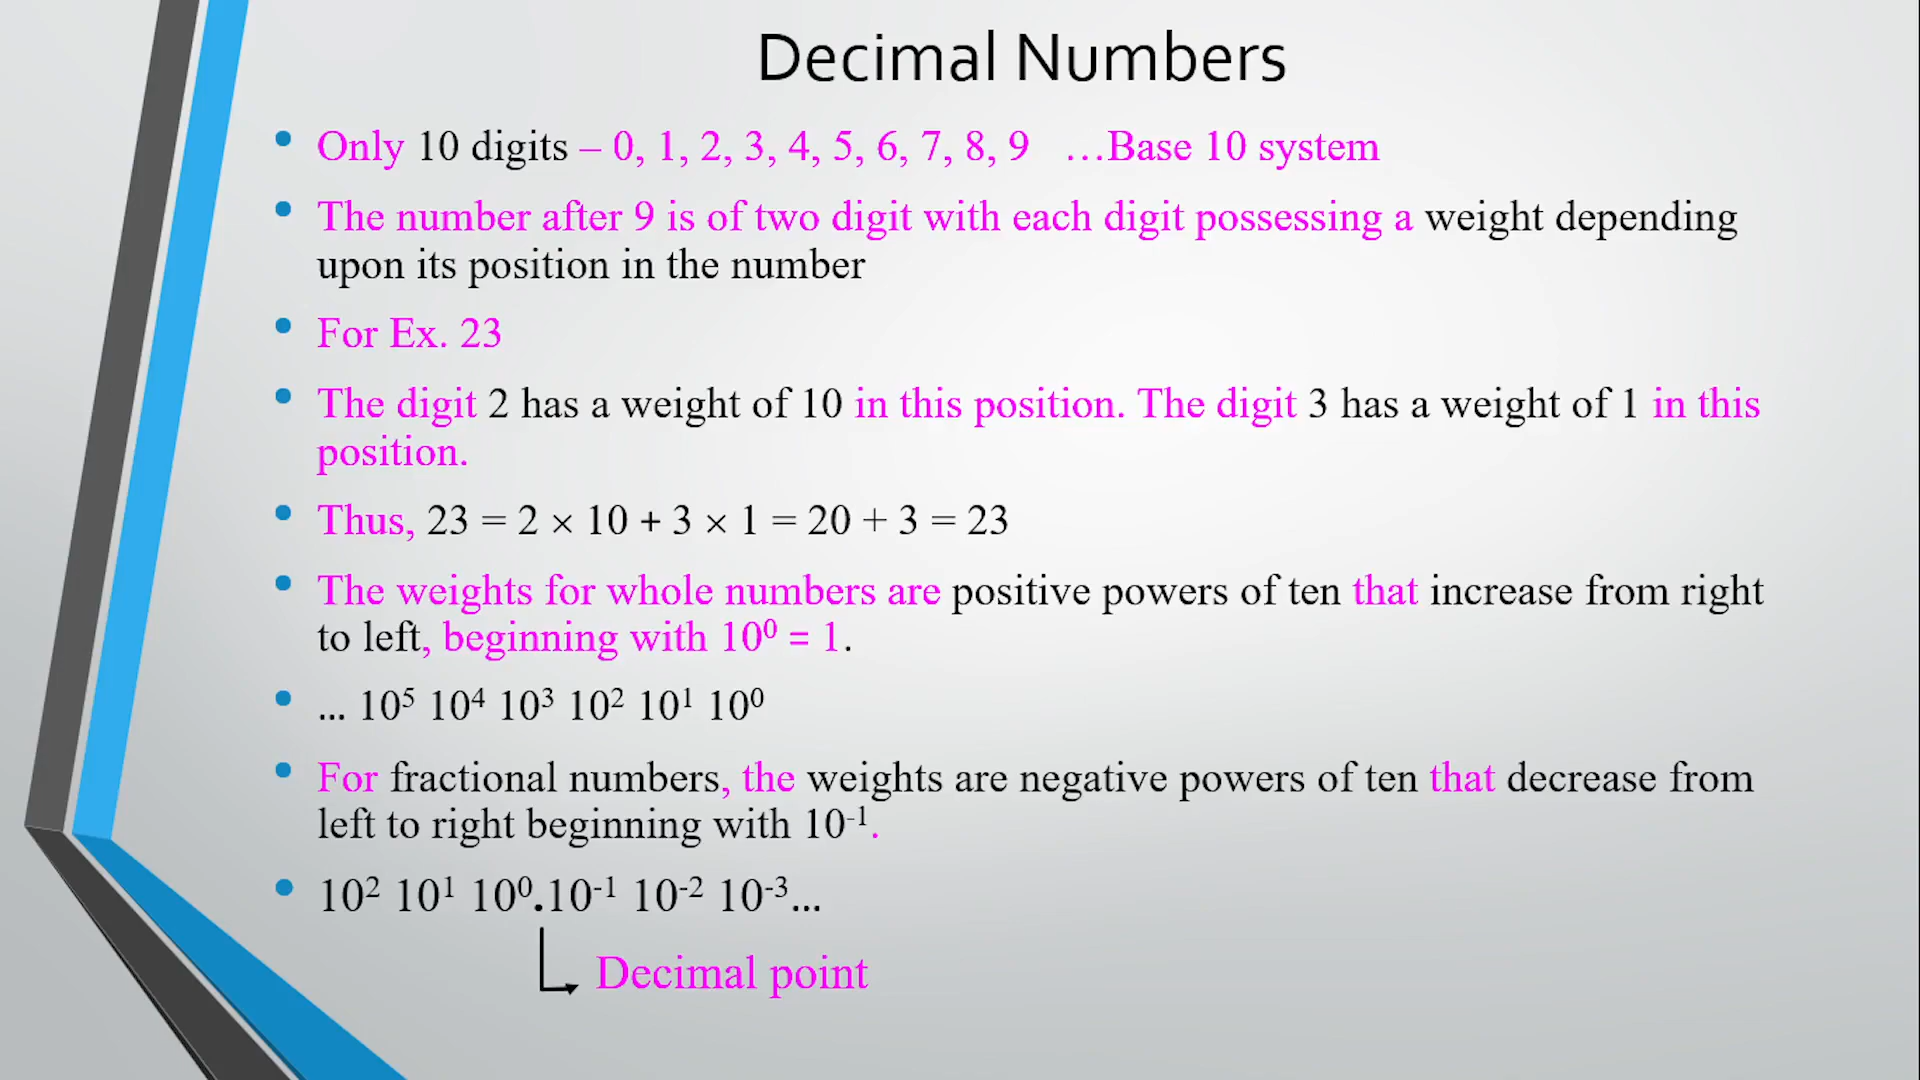 Decimal Numbers
• Only 10 digits – 0, 1, 2, 3, 4, 5, 6, 7, 8, 9 …Base 10 system
• The number after 9 is of two digit with each digit possessing a weight depending
upon its position in the number
• For Ex. 23
• The digit 2 has a weight of 10 in this position. The digit 3 has a weight of 1 in this
position.
• Thus, 23 = 2 × 10 + 3 × 1 = 20 + 3 = 23
• The weights for whole numbers are positive powers of ten that increase from right
to left, beginning with 10⁰ = 1.
• … 10⁵ 10⁴ 10³ 10² 10¹ 10⁰
• For fractional numbers, the weights are negative powers of ten that decrease from
left to right beginning with 10⁻¹.
• 10² 10¹ 10⁰.10⁻¹ 10⁻² 10⁻³…
Decimal point